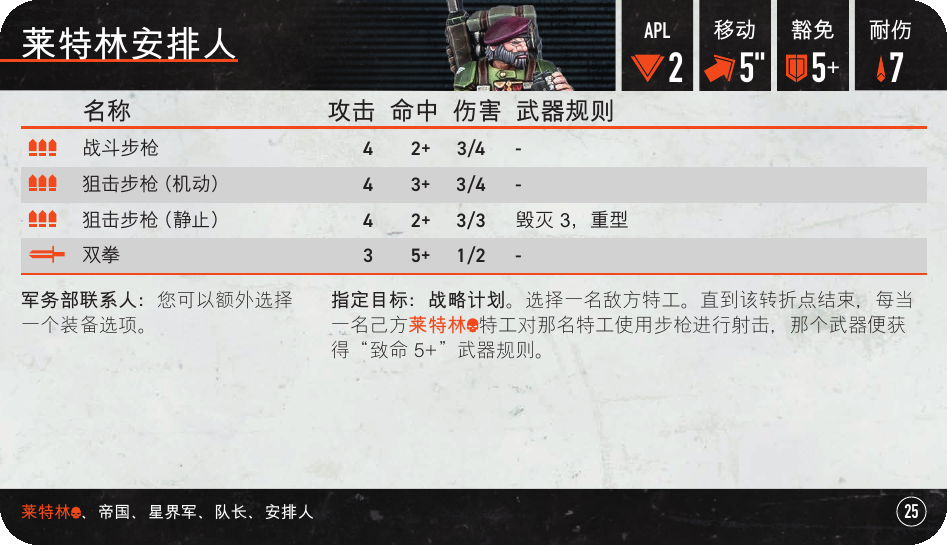 莱特林安排人
APL 移动 豁免 耐伤
2 5" 5+ 7
名称 攻击 命中 伤害 武器规则
战斗步枪 4 2+ 3/4 -
狙击步枪（机动） 4 3+ 3/4 -
狙击步枪（静止） 4 2+ 3/3 毁灭 3，重型
双拳 3 5+ 1/2 -
军务部联系人：您可以额外选择
一个装备选项。
指定目标：战略计划。选择一名敌方特工。直到该转折点结束，每当
一名己方莱特林特工对那名特工使用步枪进行射击，那个武器便获
得“致命 5+”武器规则。
莱特林、帝国、星界军、队长、安排人
25